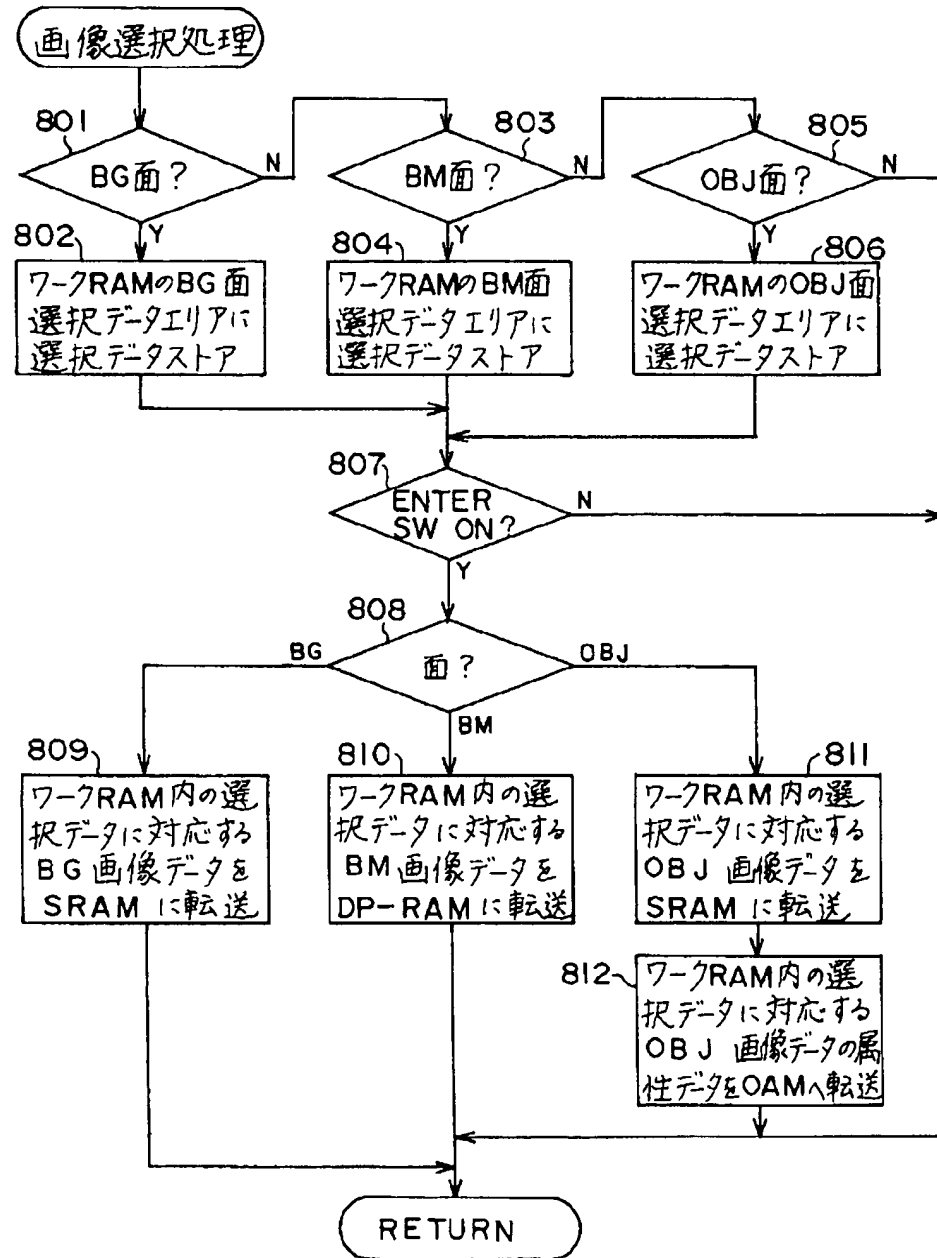 画像選択処理
801
BG面?
N
Y
803
BM面?
N
Y
805
OBJ面?
N
Y
802
ワークRAMのBG面
選択データエリアに
選択データストア
804
ワークRAMのBM面
選択データエリアに
選択データストア
806
ワークRAMのOBJ面
選択データエリアに
選択データストア
807
ENTER
SW ON?
N
Y
808
面?
BG
BM
OBJ
809
ワークRAM内の選
択データに対応する
BG 画像データを
SRAMに転送
810
ワークRAM内の選
択データに対応する
BM 画像データを
DP-RAMに転送
811
ワークRAM内の選
択データに対応する
OBJ 画像データを
SRAMに転送
812
ワークRAM内の選
択データに対応する
OBJ 画像データの属
性データをOAMへ転送
RETURN